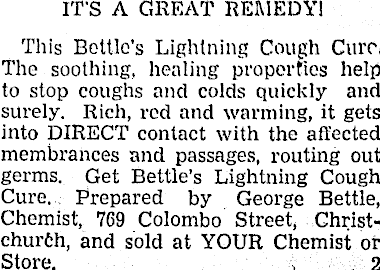 IT'S A GREAT REMEDY!
This Bettle's Lightning Cough Cure.
The soothing, healing properties help
to stop coughs and colds quickly and
surely. Rich, red and warming, it gets
into DIRECT contact with the affected
membrances and passages, routing out
germs. Get Bettle's Lightning Cough
Cure. Prepared by George Bettle,
Chemist, 769 Colombo Street, Christ-
church, and sold at YOUR Chemist or
Store. 2